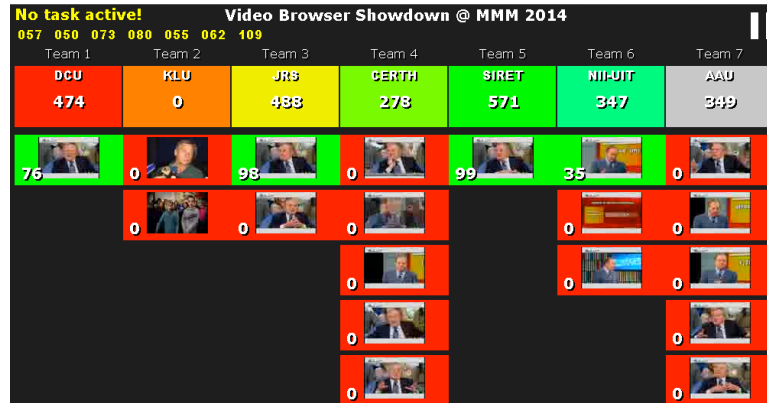 No task active! Video Browser Showdown @ MMM 2014
057 050 073 080 055 062 109
Team 1 Team 2 Team 3 Team 4 Team 5 Team 6 Team 7
DCU KLU JRS CERTH SIRET NII-UIT AAU
474 0 488 278 571 347 349
76 0 98 0 99 35 0
0 0 0 0 0
0 0 0
0 0
0 0